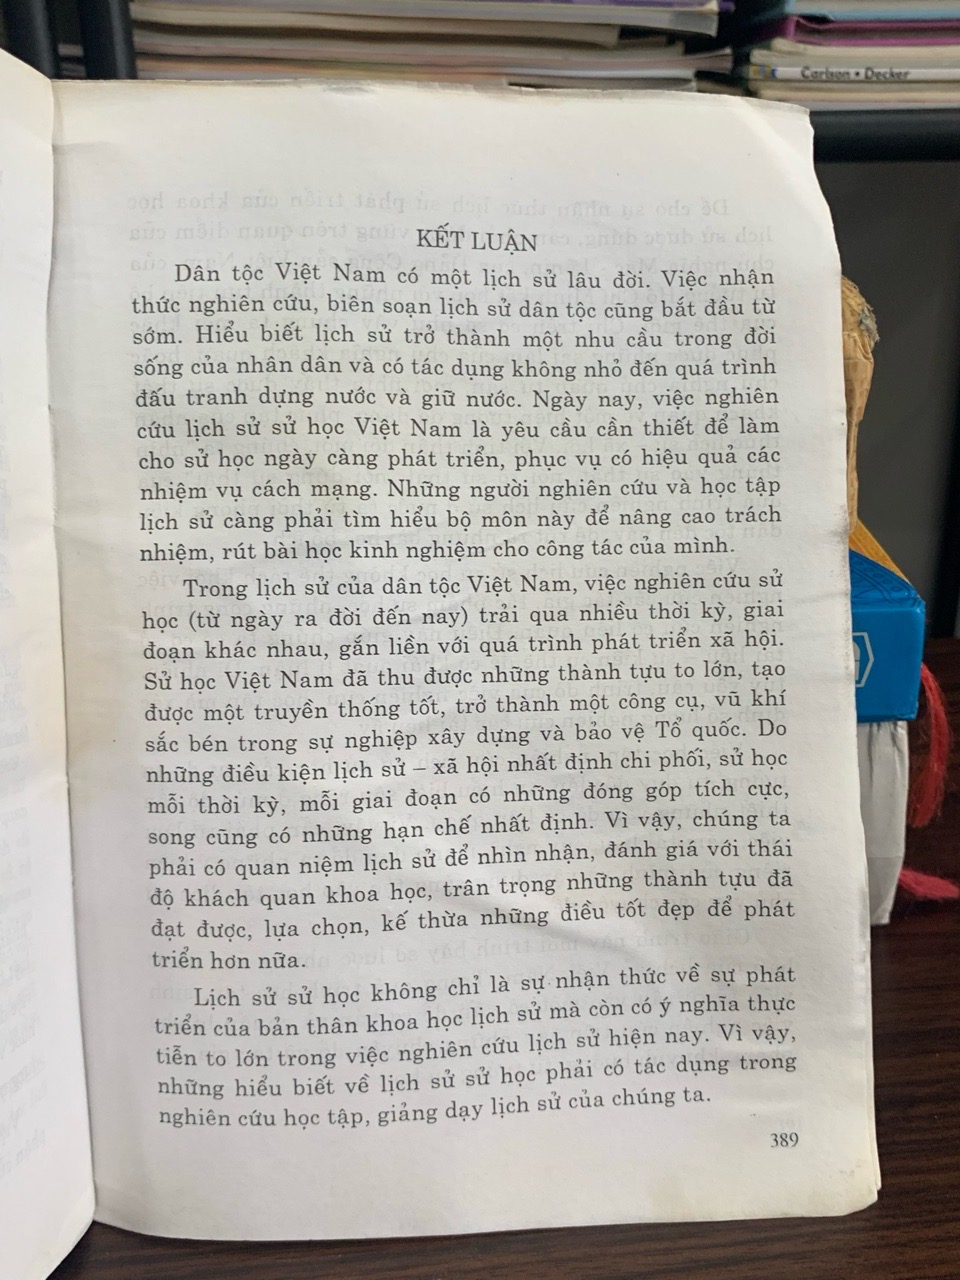 Carlson • Decker
KẾT LUẬN
Dân tộc Việt Nam có một lịch sử lâu đời. Việc nhận
thức nghiên cứu, biên soạn lịch sử dân tộc cũng bắt đầu từ
sớm. Hiểu biết lịch sử trở thành một nhu cầu trong đời
sống của nhân dân và có tác dụng không nhỏ đến quá trình
đấu tranh dựng nước và giữ nước. Ngày nay, việc nghiên
cứu lịch sử sử học Việt Nam là yêu cầu cần thiết để làm
cho sử học ngày càng phát triển, phục vụ có hiệu quả các
nhiệm vụ cách mạng. Những người nghiên cứu và học tập
lịch sử càng phải tìm hiểu bộ môn này để nâng cao trách
nhiệm, rút bài học kinh nghiệm cho công tác của mình.
Trong lịch sử của dân tộc Việt Nam, việc nghiên cứu sử
học (từ ngày ra đời đến nay) trải qua nhiều thời kỳ, giai
đoạn khác nhau, gắn liền với quá trình phát triển xã hội.
Sử học Việt Nam đã thu được những thành tựu to lớn, tạo
được một truyền thống tốt, trở thành một công cụ, vũ khí
sắc bén trong sự nghiệp xây dựng và bảo vệ Tổ quốc. Do
những điều kiện lịch sử – xã hội nhất định chi phối, sử học
mỗi thời kỳ, mỗi giai đoạn có những đóng góp tích cực,
song cũng có những hạn chế nhất định. Vì vậy, chúng ta
phải có quan niệm lịch sử để nhìn nhận, đánh giá với thái
độ khách quan khoa học, trân trọng những thành tựu đã
đạt được, lựa chọn, kế thừa những điều tốt đẹp để phát
triển hơn nữa.
Lịch sử sử học không chỉ là sự nhận thức về sự phát
triển của bản thân khoa học lịch sử mà còn có ý nghĩa thực
tiễn to lớn trong việc nghiên cứu lịch sử hiện nay. Vì vậy,
những hiểu biết về lịch sử sử học phải có tác dụng trong
nghiên cứu học tập, giảng dạy lịch sử của chúng ta.
389